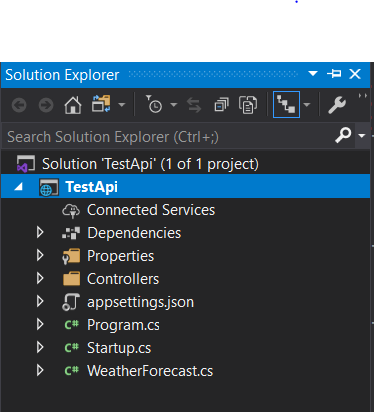 Solution Explorer
Search Solution Explorer (Ctrl+;)
Solution 'TestApi' (1 of 1 project)
TestApi
Connected Services
Dependencies
Properties
Controllers
appsettings.json
C# Program.cs
C# Startup.cs
C# WeatherForecast.cs